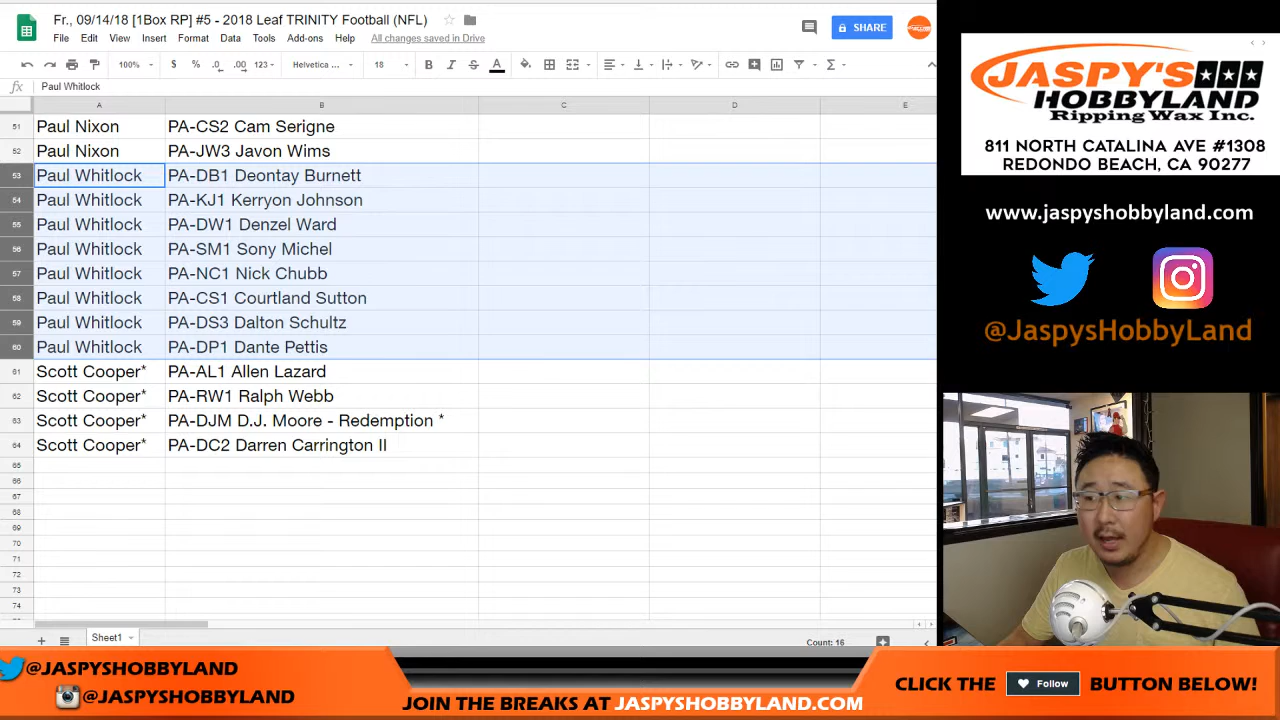 Fr., 09/14/18 [1Box RP] #5 - 2018 Leaf TRINITY Football (NFL)
File Edit View Insert Format Data Tools Add-ons Help All changes saved in Drive
SHARE
100% $ % .0 .00 123 Helvetica ... 18 B I S A
fx Paul Whitlock
A B C D E
51 Paul Nixon PA-CS2 Cam Serigne
52 Paul Nixon PA-JW3 Javon Wims
53 Paul Whitlock PA-DB1 Deontay Burnett
54 Paul Whitlock PA-KJ1 Kerryon Johnson
55 Paul Whitlock PA-DW1 Denzel Ward
56 Paul Whitlock PA-SM1 Sony Michel
57 Paul Whitlock PA-NC1 Nick Chubb
58 Paul Whitlock PA-CS1 Courtland Sutton
59 Paul Whitlock PA-DS3 Dalton Schultz
60 Paul Whitlock PA-DP1 Dante Pettis
61 Scott Cooper* PA-AL1 Allen Lazard
62 Scott Cooper* PA-RW1 Ralph Webb
63 Scott Cooper* PA-DJM D.J. Moore - Redemption *
64 Scott Cooper* PA-DC2 Darren Carrington II
65
66
67
68
69
70
71
72
73
74
Sheet1
Count: 16
JASPY'S
HOBBYLAND
Ripping Wax Inc.
811 NORTH CATALINA AVE #1308
REDONDO BEACH, CA 90277
www.jaspyshobbyland.com
@JaspysHobbyLand
@JASPYSHOBBYLAND
@JASPYSHOBBYLAND
JOIN THE BREAKS AT JASPYSHOBBYLAND.COM
CLICK THE Follow BUTTON BELOW!